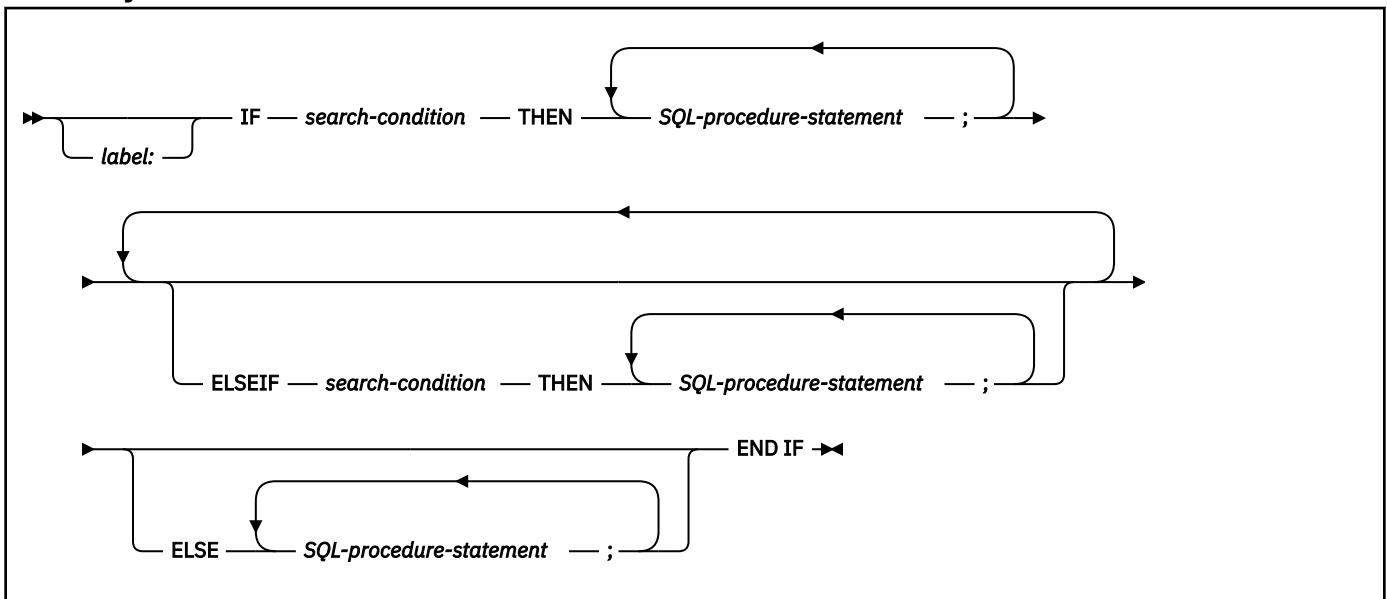 IF search-condition THEN SQL-procedure-statement ;
label:
ELSEIF search-condition THEN SQL-procedure-statement ;
END IF
ELSE SQL-procedure-statement ;